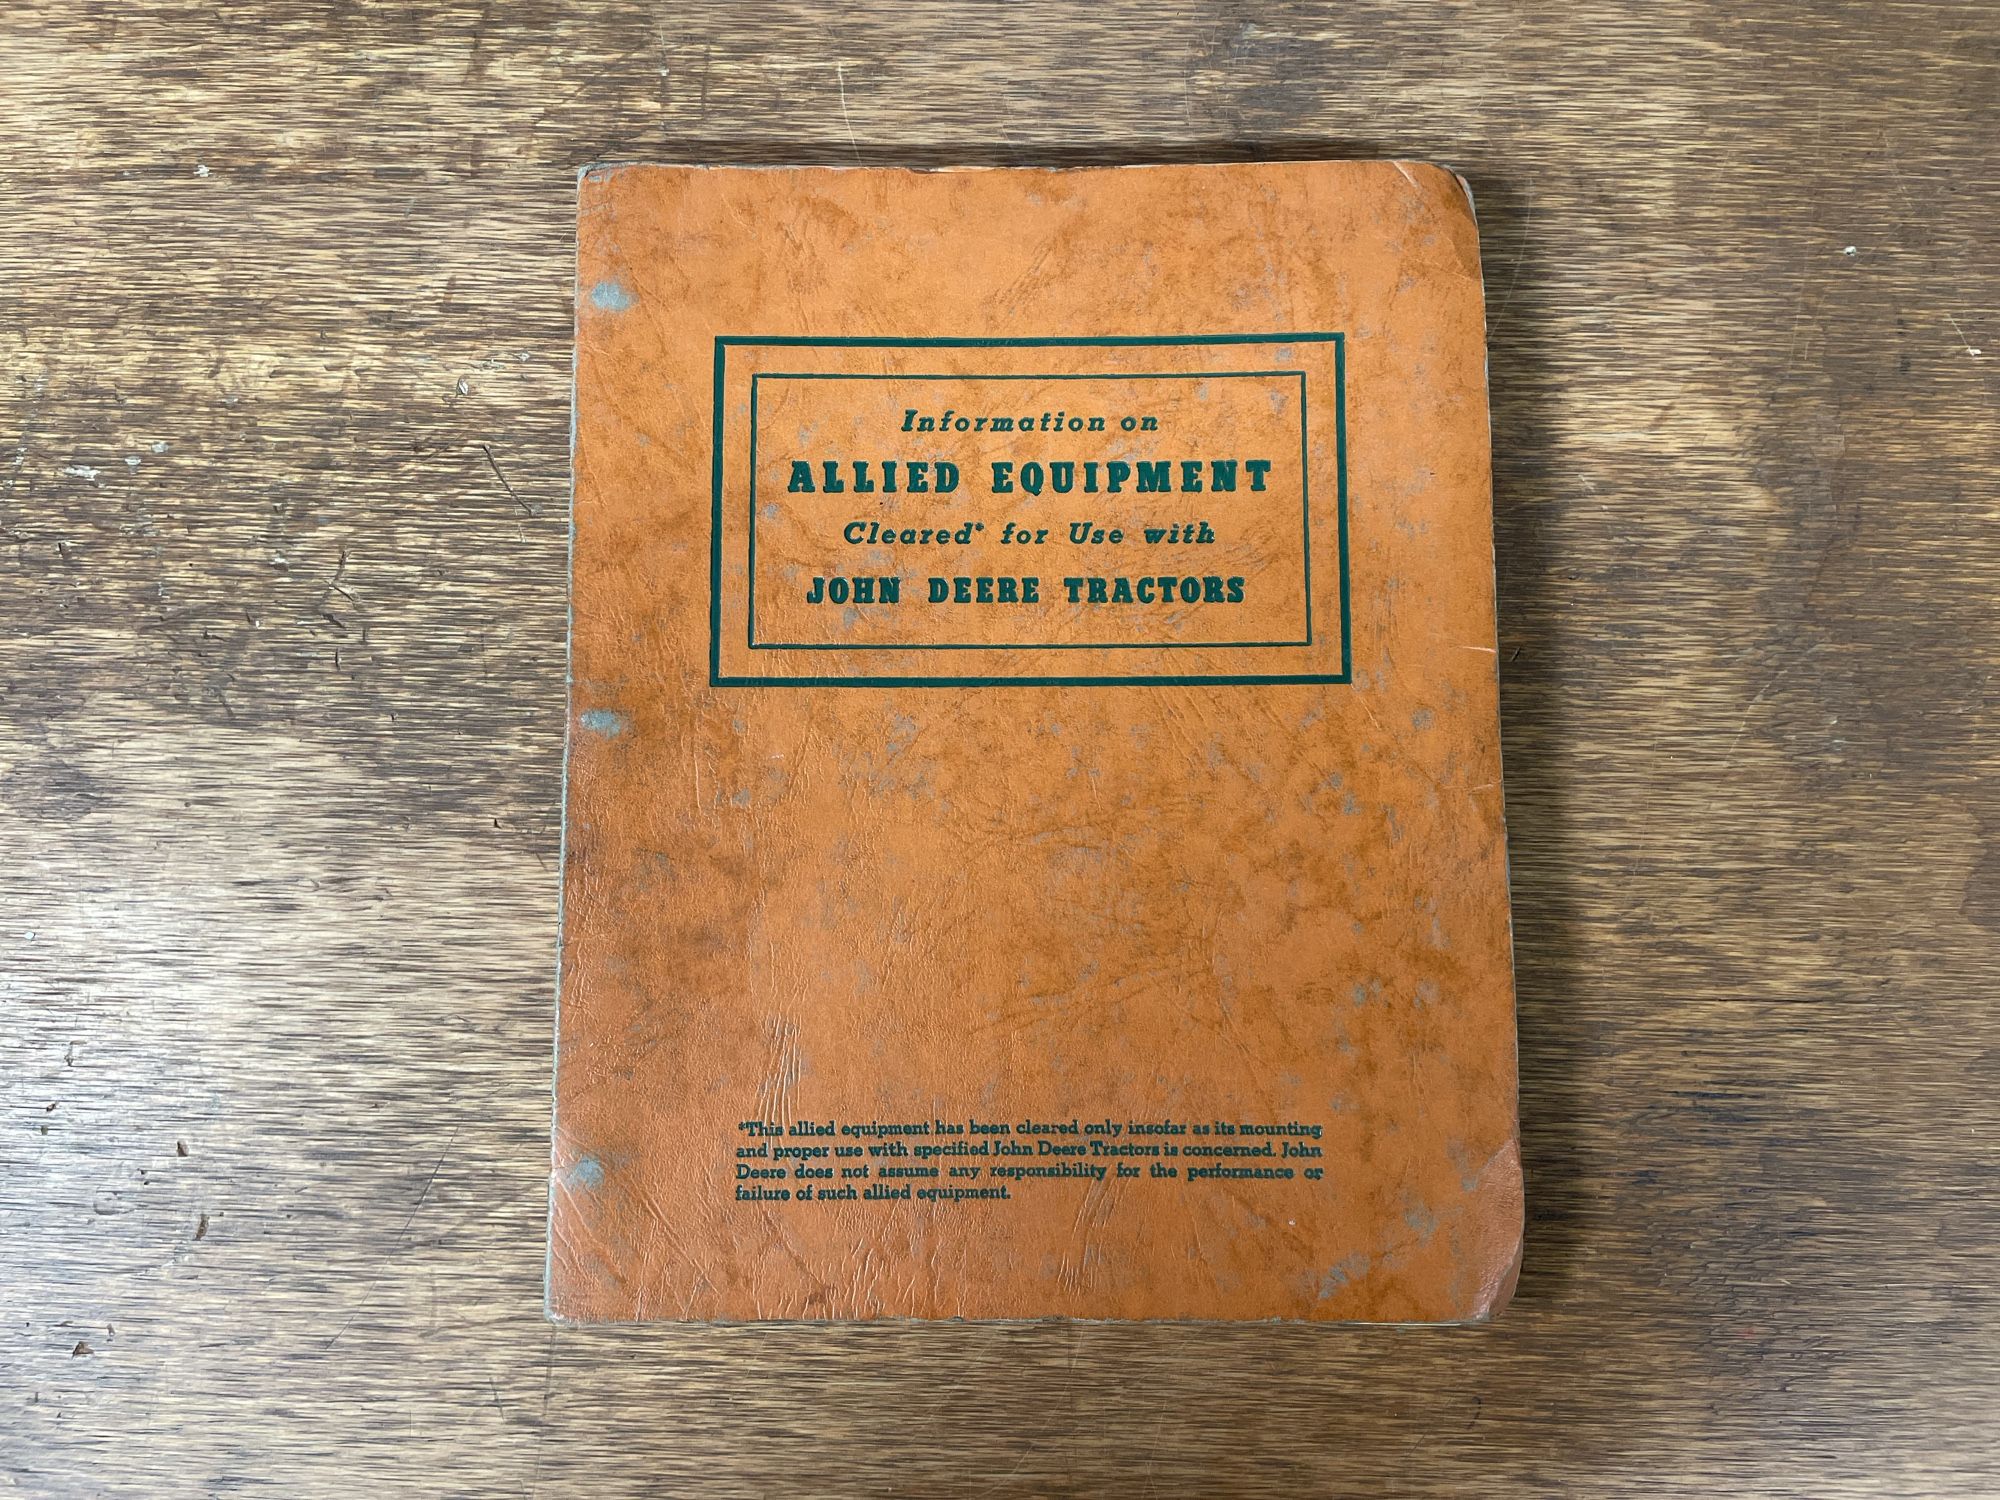 Information on
ALLIED EQUIPMENT
Cleared* for Use with
JOHN DEERE TRACTORS
*This allied equipment has been cleared only insofar as its mounting
and proper use with specified John Deere Tractors is concerned. John
Deere does not assume any responsibility for the performance or
failure of such allied equipment.